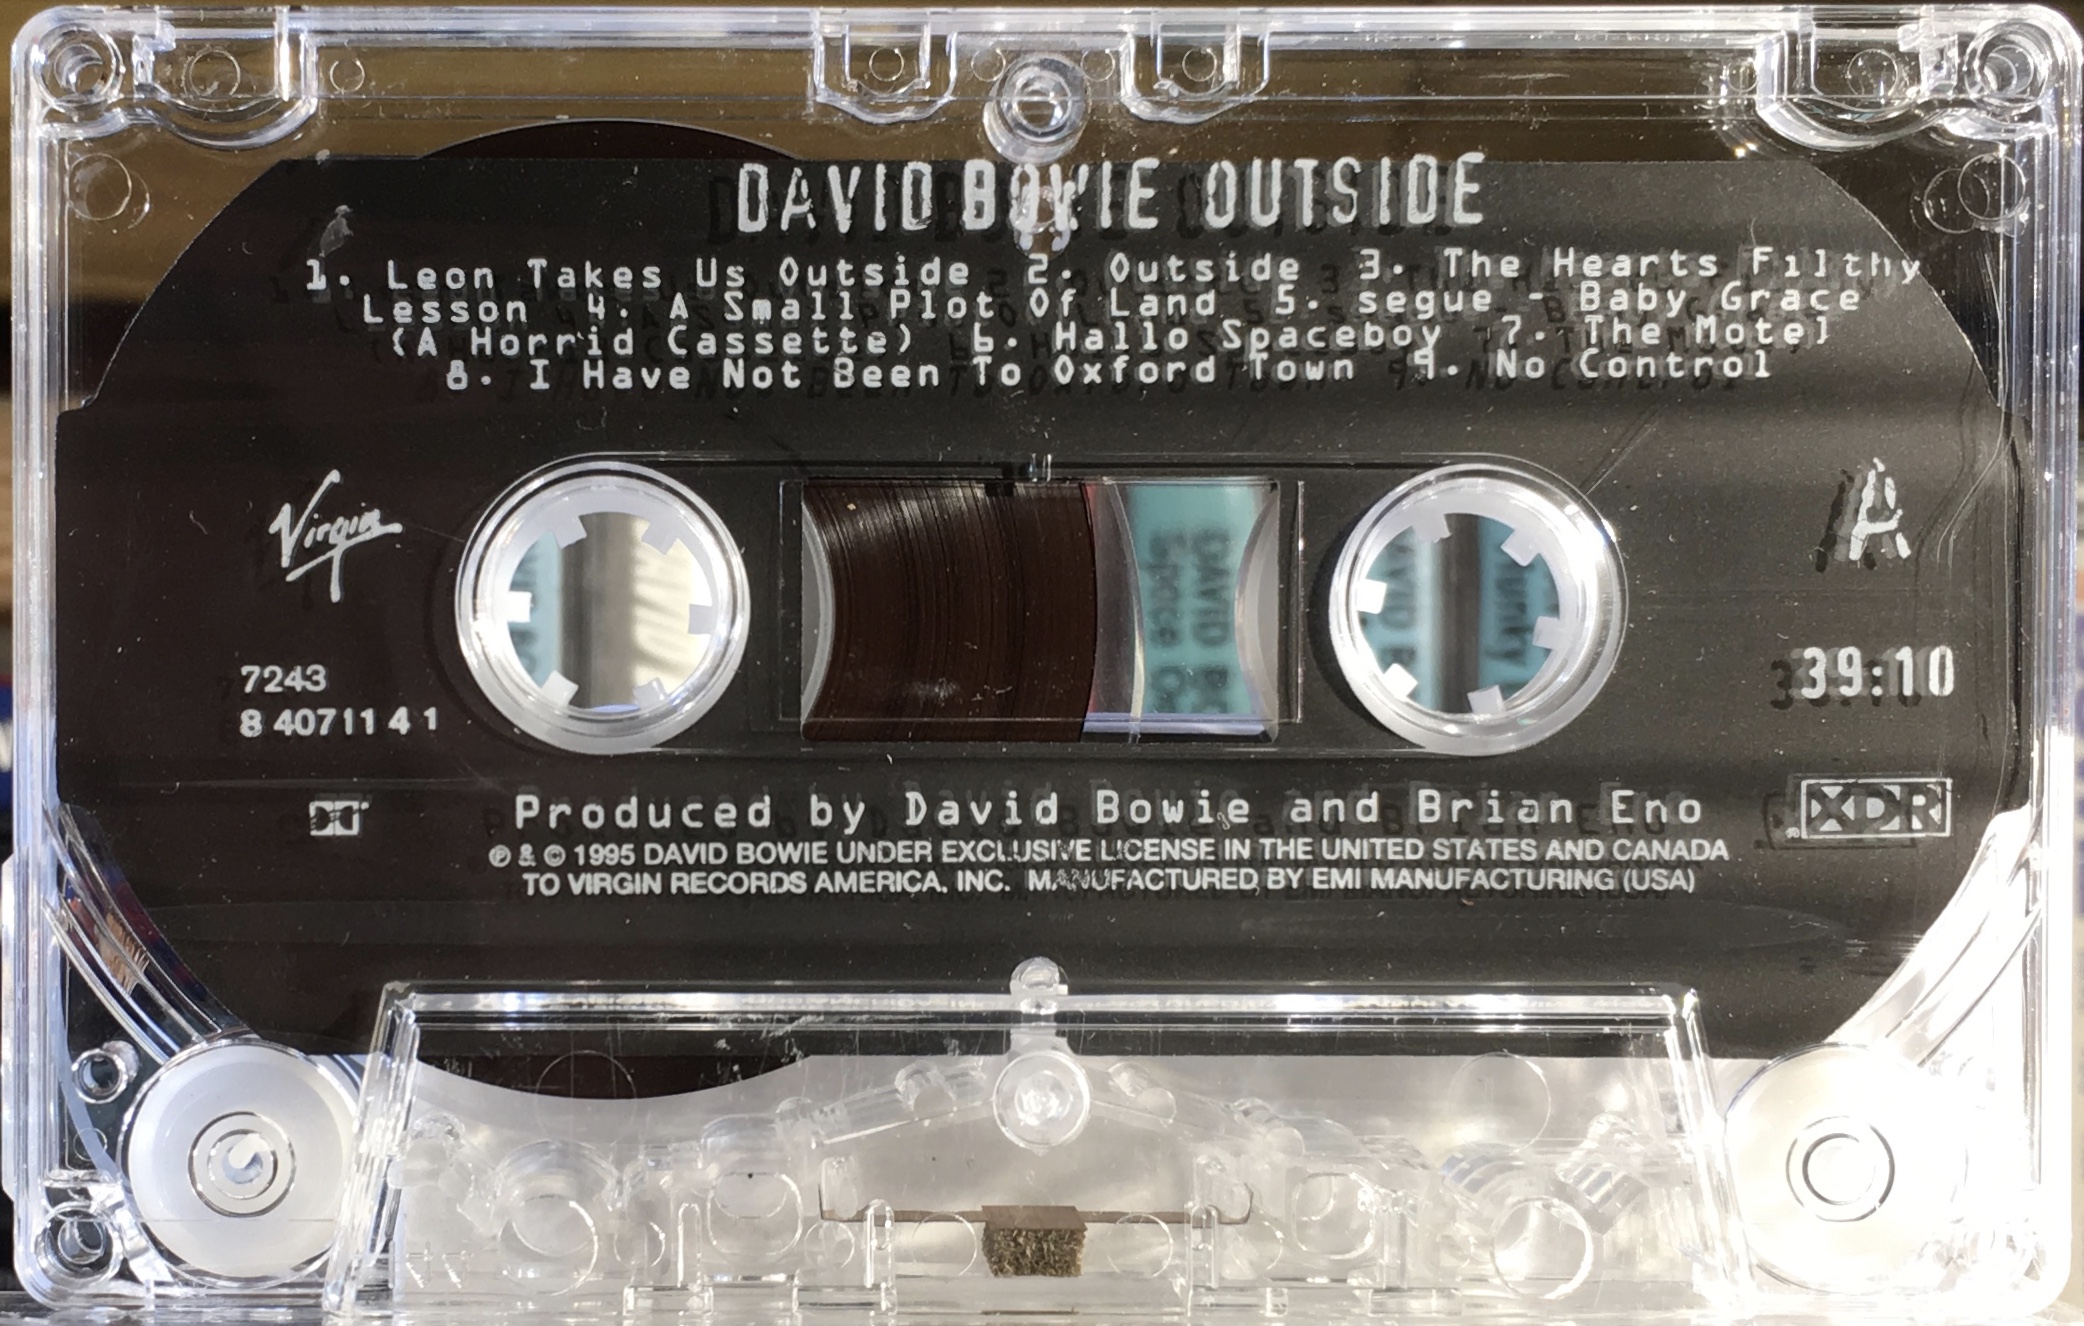 DAVID BOWIE OUTSIDE
1. Leon Takes Us Outside 2. Outside 3. The Hearts Filthy
Lesson 4. A Small Plot Of Land 5. segue - Baby Grace
(A Horrid Cassette) 6. Hallo Spaceboy 7. The Motel
8. I Have Not Been To Oxford Town 9. No Control
Virgin
A
7243
8 40711 4 1
39:10
XDR
Produced by David Bowie and Brian Eno
℗ & © 1995 DAVID BOWIE UNDER EXCLUSIVE LICENSE IN THE UNITED STATES AND CANADA
TO VIRGIN RECORDS AMERICA, INC. MANUFACTURED BY EMI MANUFACTURING (USA)
DAVID
Space